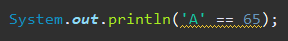 System.out.println('A' == 65);